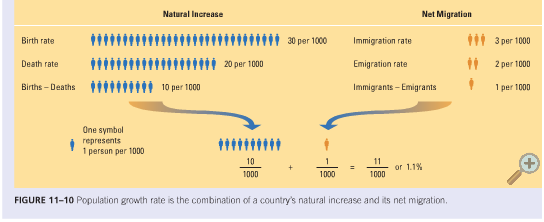 Natural Increase
Net Migration
Birth rate 30 per 1000
Immigration rate 3 per 1000
Death rate 20 per 1000
Emigration rate 2 per 1000
Births – Deaths 10 per 1000
Immigrants – Emigrants 1 per 1000
One symbol
represents
1 person per 1000
10/1000 + 1/1000 = 11/1000 or 1.1%
FIGURE 11–10 Population growth rate is the combination of a country's natural increase and its net migration.